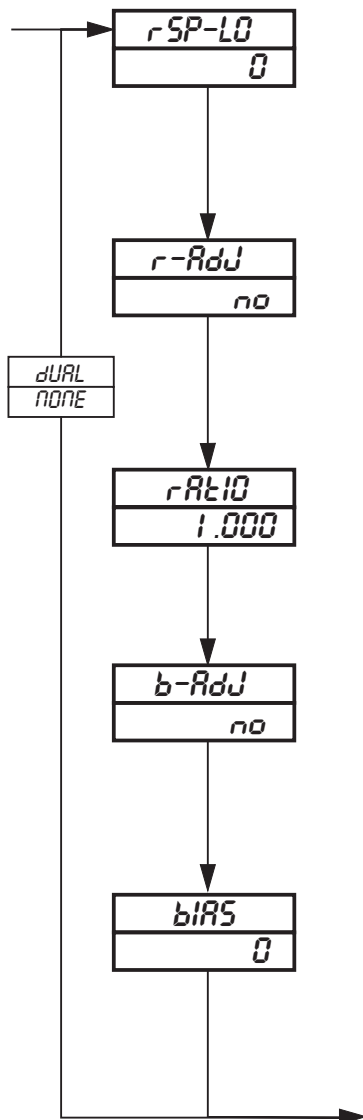 rSP-LO
0
r-AdJ
no
dUAL
NONE
rAtIO
1.000
b-AdJ
no
bIAS
0